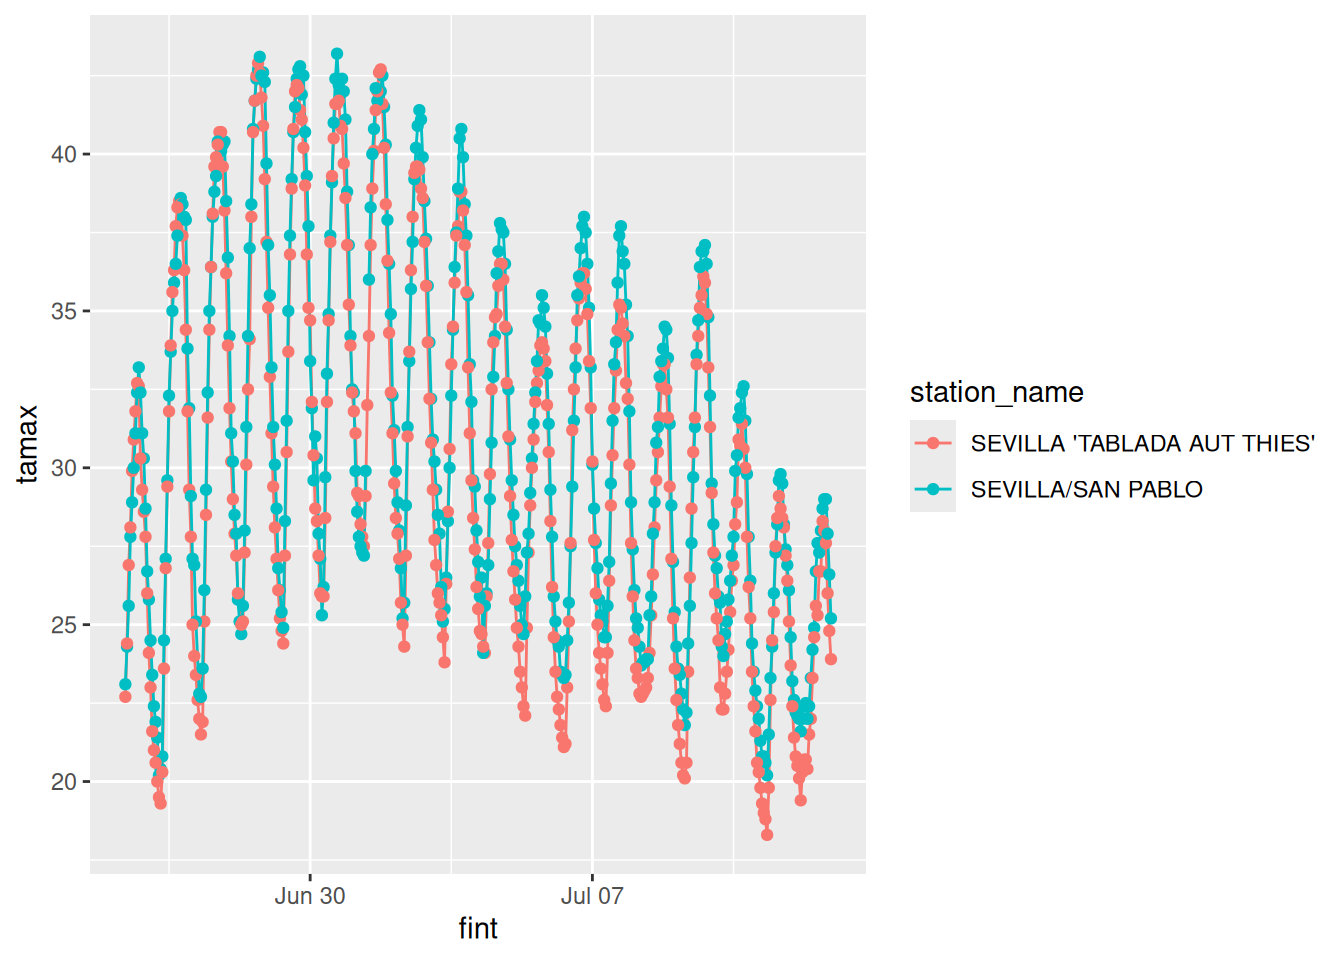 40
35
30
25
20
tamax
Jun 30
Jul 07
fint
station_name
SEVILLA 'TABLADA AUT THIES'
SEVILLA/SAN PABLO